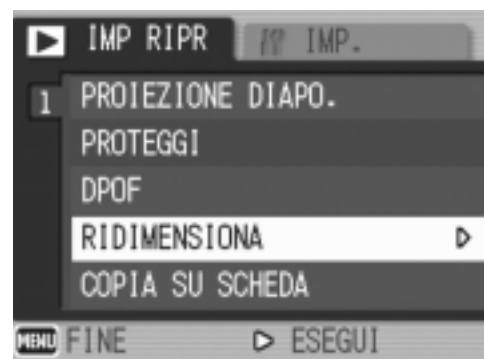 IMP RIPR IMP.
1 PROIEZIONE DIAPO.
PROTEGGI
DPOF
RIDIMENSIONA
COPIA SU SCHEDA
MENU FINE ESEGUI